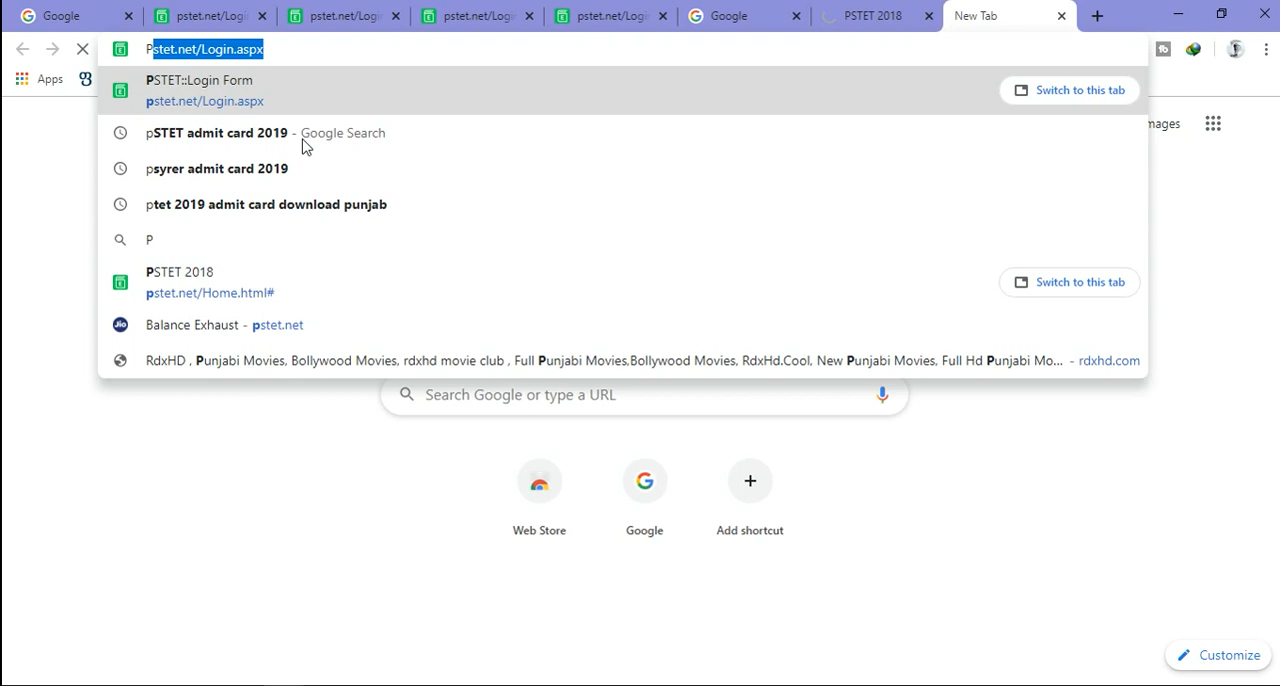 Google pstet.net/Logi pstet.net/Logi pstet.net/Logi pstet.net/Logi Google PSTET 2018 New Tab
Pstet.net/Login.aspx
Apps
PSTET::Login Form
pstet.net/Login.aspx
Switch to this tab
pSTET admit card 2019 - Google Search
mages
psyrer admit card 2019
ptet 2019 admit card download punjab
P
PSTET 2018
pstet.net/Home.html#
Switch to this tab
Jio
Balance Exhaust - pstet.net
RdxHD , Punjabi Movies, Bollywood Movies, rdxhd movie club , Full Punjabi Movies,Bollywood Movies, RdxHd.Cool, New Punjabi Movies, Full Hd Punjabi Mo... - rdxhd.com
Search Google or type a URL
Web Store Google Add shortcut
Customize